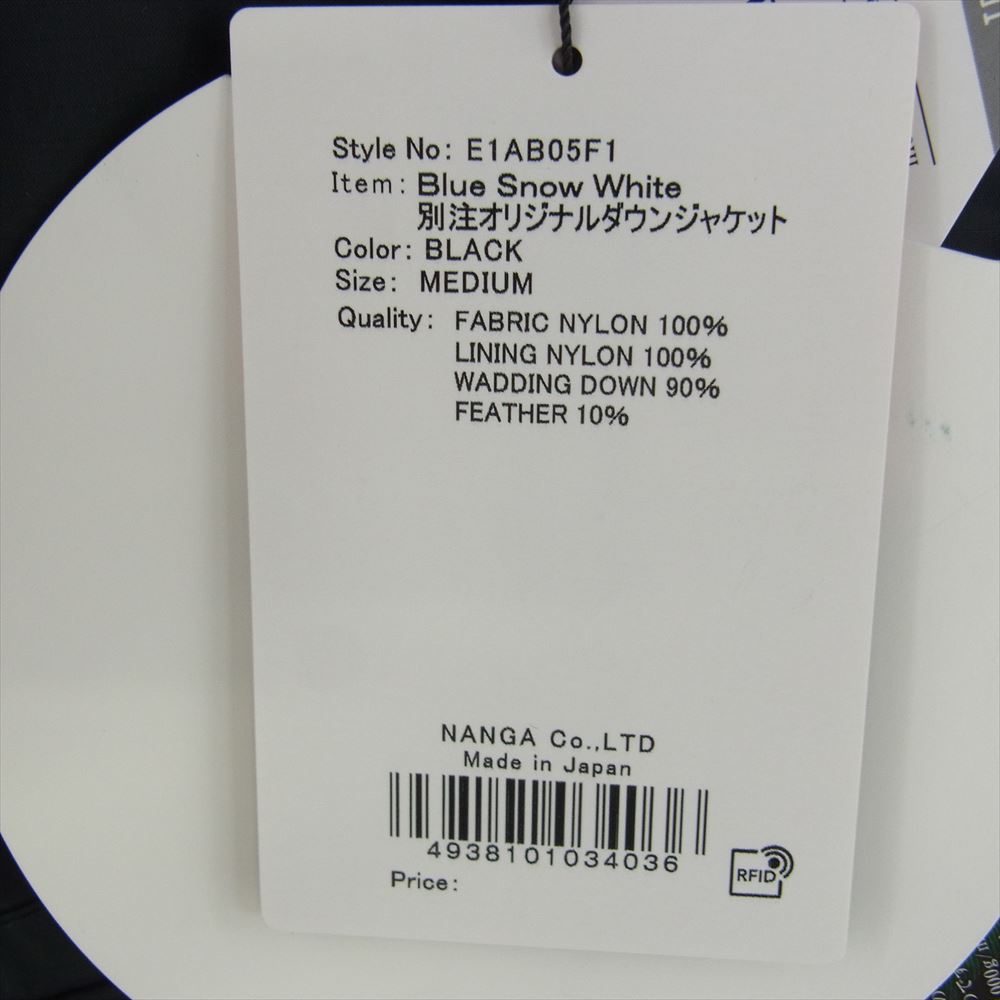 Style No: E1AB05F1
Item: Blue Snow White
別注オリジナルダウンジャケット
Color: BLACK
Size: MEDIUM
Quality: FABRIC NYLON 100%
LINING NYLON 100%
WADDING DOWN 90%
FEATHER 10%
NANGA Co.,LTD
Made in Japan
4938101034036
Price:
RFID